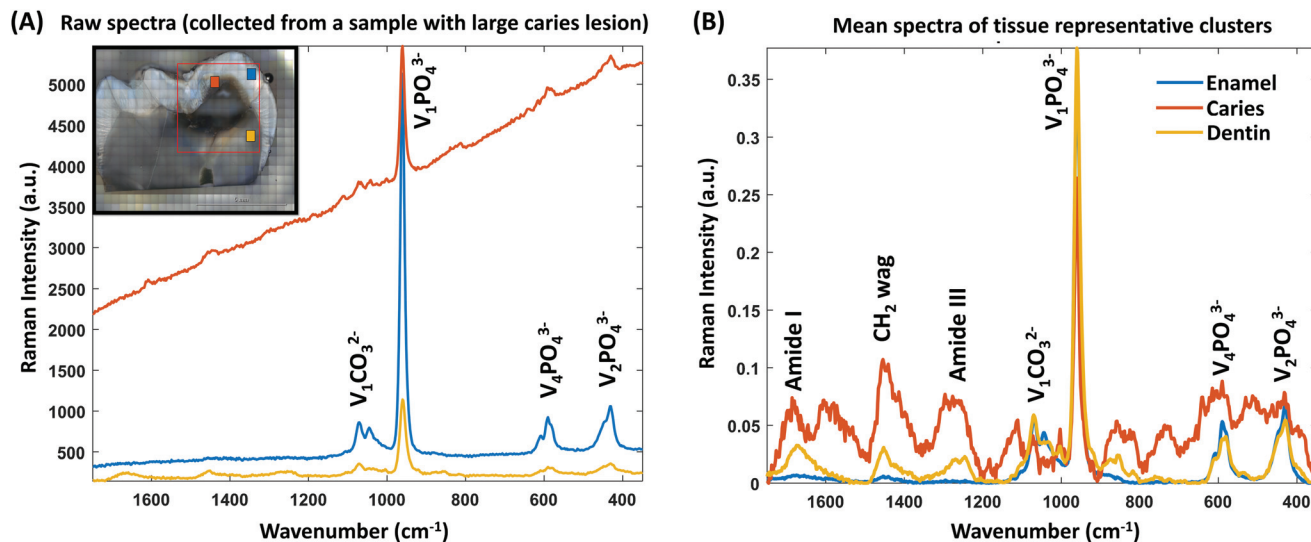 (A) Raw spectra (collected from a sample with large caries lesion)
Raman Intensity (a.u.)
5000
4500
4000
3500
3000
2500
2000
1500
1000
500
V₁PO₄³⁻
V₁CO₃²⁻
V₄PO₄³⁻
V₂PO₄³⁻
1600 1400 1200 1000 800 600 400
Wavenumber (cm⁻¹)
(B) Mean spectra of tissue representative clusters
Raman Intensity (a.u.)
0.35
0.3
0.25
0.2
0.15
0.1
0.05
0
Amide I
CH₂ wag
Amide III
V₁CO₃²⁻
V₁PO₄³⁻
V₄PO₄³⁻
V₂PO₄³⁻
Enamel
Caries
Dentin
1600 1400 1200 1000 800 600 400
Wavenumber (cm⁻¹)